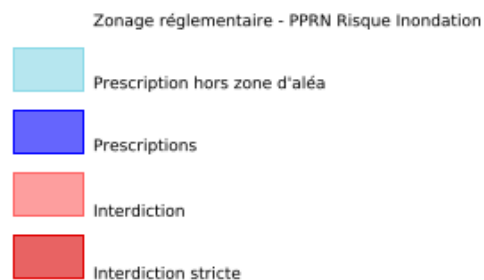 Zonage réglementaire - PPRN Risque Inondation
Prescription hors zone d'aléa
Prescriptions
Interdiction
Interdiction stricte